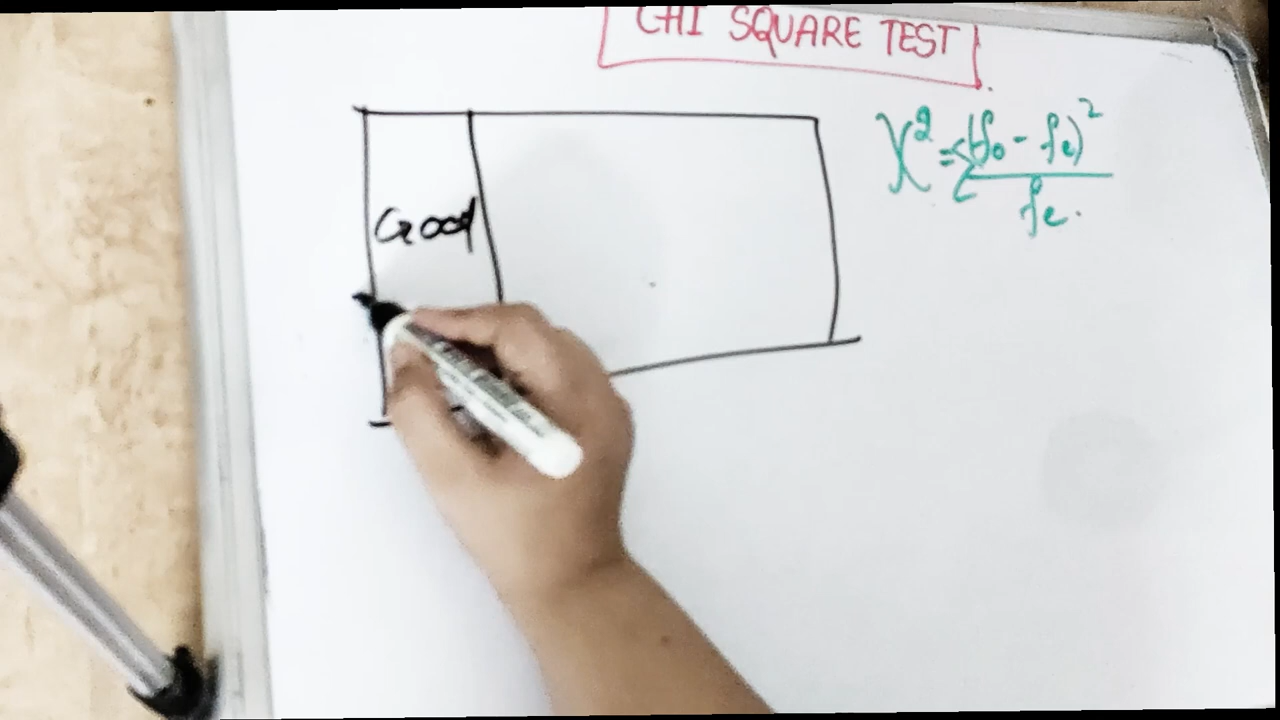 CHI SQUARE TEST
χ² = Σ(fo - fe)² / fe.
Good